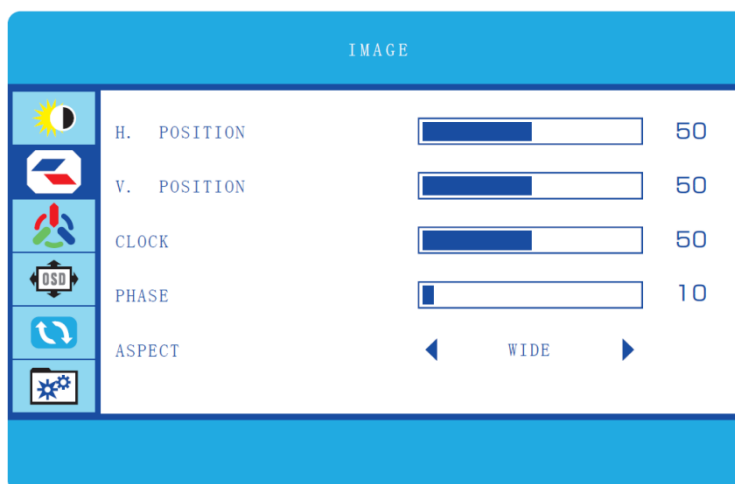 IMAGE
H. POSITION 50
V. POSITION 50
CLOCK 50
PHASE 10
OSD
ASPECT WIDE